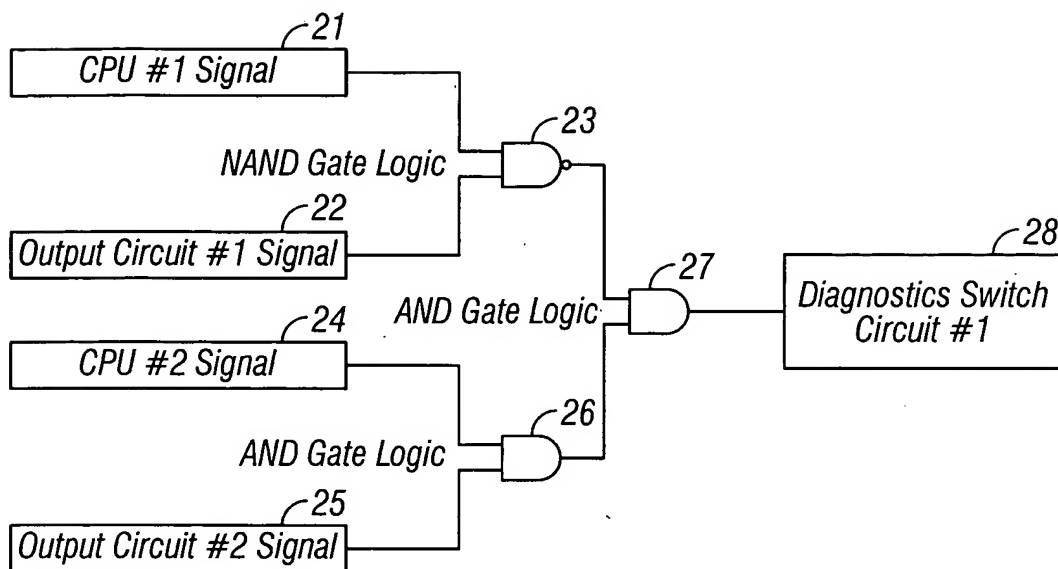 21
CPU #1 Signal
23
NAND Gate Logic
22
Output Circuit #1 Signal
28
27
Diagnostics Switch
Circuit #1
AND Gate Logic
24
CPU #2 Signal
26
AND Gate Logic
25
Output Circuit #2 Signal